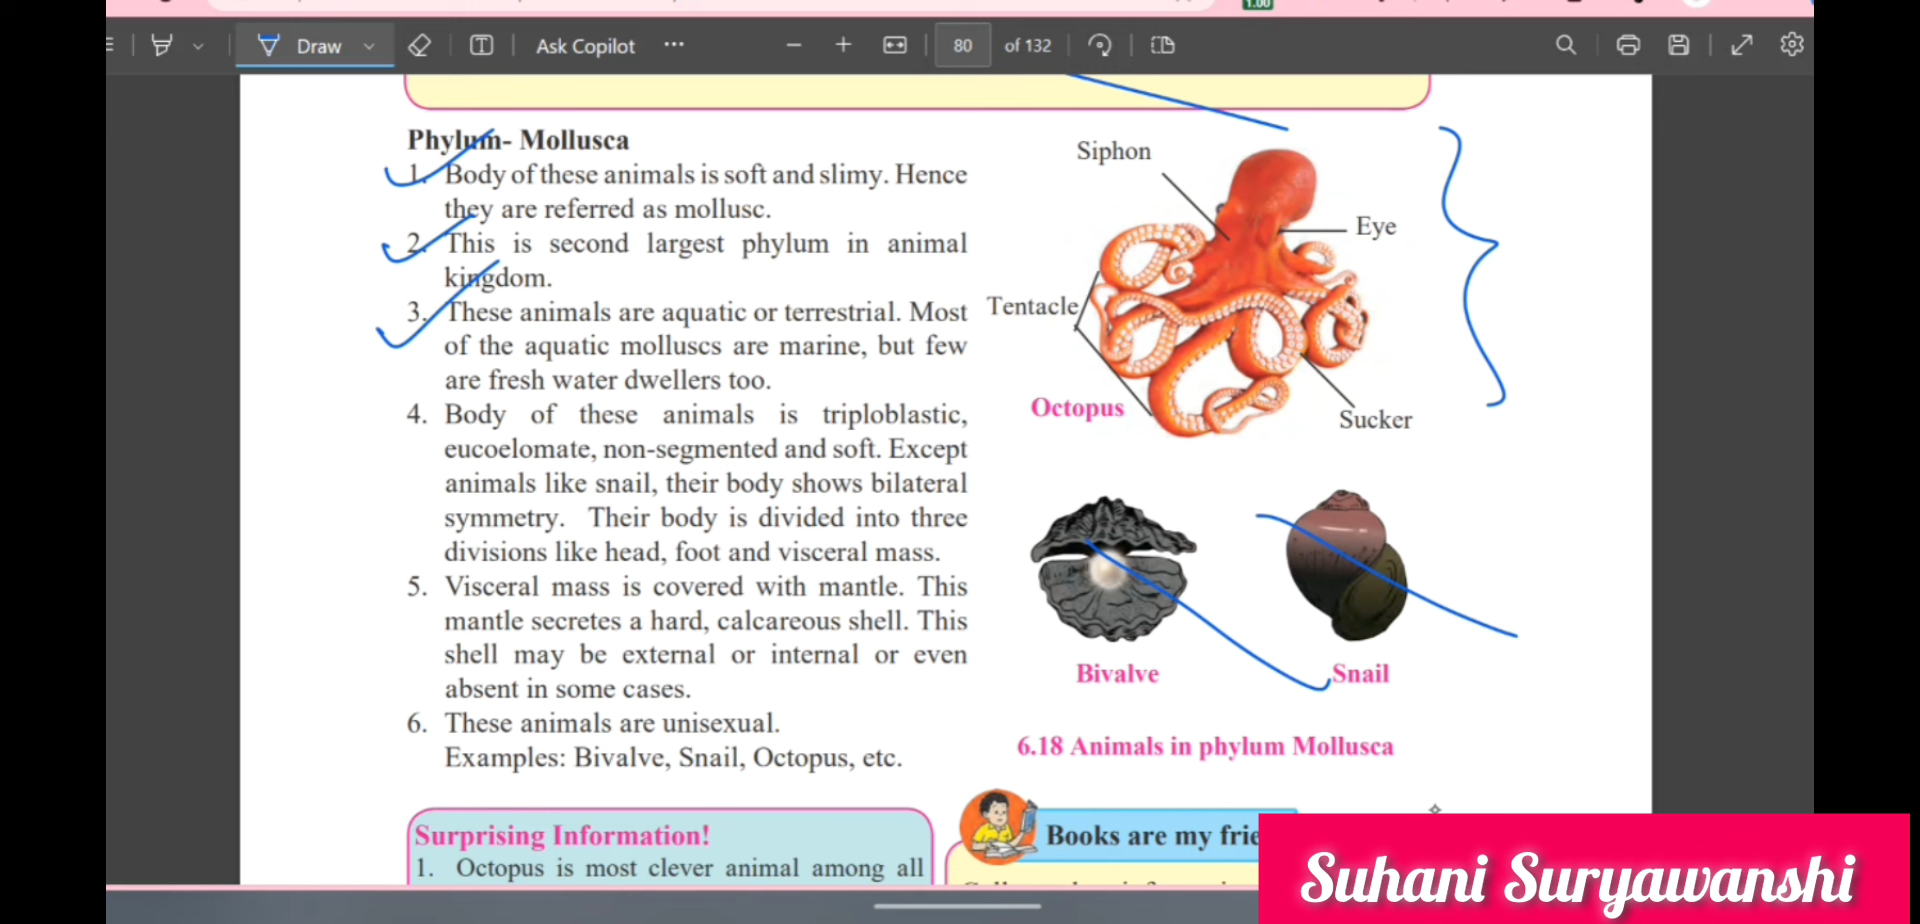 Draw
Ask Copilot
80 of 132
1.00
Phylum- Mollusca
1. Body of these animals is soft and slimy. Hence
they are referred as mollusc.
2. This is second largest phylum in animal
kingdom.
3. These animals are aquatic or terrestrial. Most
of the aquatic molluscs are marine, but few
are fresh water dwellers too.
4. Body of these animals is triploblastic,
eucoelomate, non-segmented and soft. Except
animals like snail, their body shows bilateral
symmetry. Their body is divided into three
divisions like head, foot and visceral mass.
5. Visceral mass is covered with mantle. This
mantle secretes a hard, calcareous shell. This
shell may be external or internal or even
absent in some cases.
6. These animals are unisexual.
Examples: Bivalve, Snail, Octopus, etc.
Siphon
Eye
Tentacle
Octopus
Sucker
Bivalve
Snail
6.18 Animals in phylum Mollusca
Surprising Information!
1. Octopus is most clever animal among all
Books are my frie
Suhani Suryawanshi